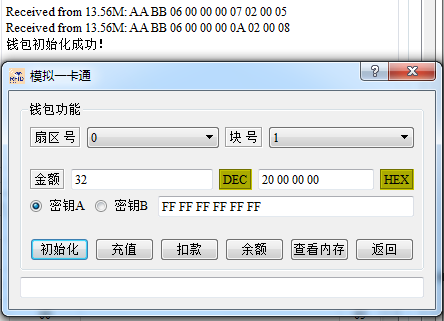 Received from 13.56M: AA BB 06 00 00 00 07 02 00 05
Received from 13.56M: AA BB 06 00 00 00 0A 02 00 08
钱包初始化成功!
模拟一卡通
钱包功能
扇区 号 0 块 号 1
金额 32 DEC 20 00 00 00 HEX
密钥A 密钥B FF FF FF FF FF FF
初始化 充值 扣款 余额 查看内存 返回